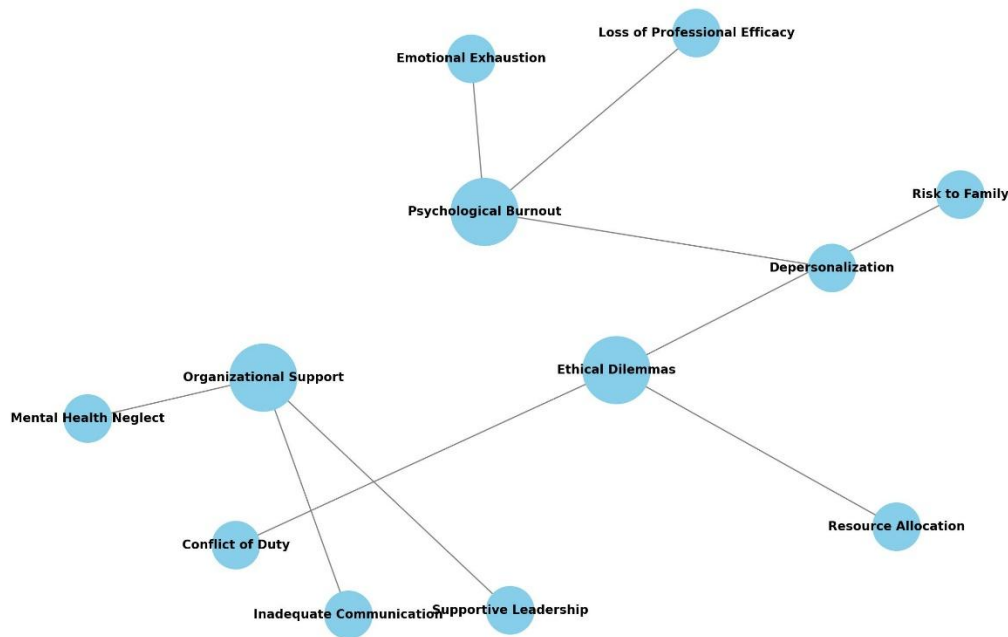 Loss of Professional Efficacy
Emotional Exhaustion
Risk to Family
Psychological Burnout
Depersonalization
Ethical Dilemmas
Organizational Support
Mental Health Neglect
Resource Allocation
Conflict of Duty
Supportive Leadership
Inadequate Communication